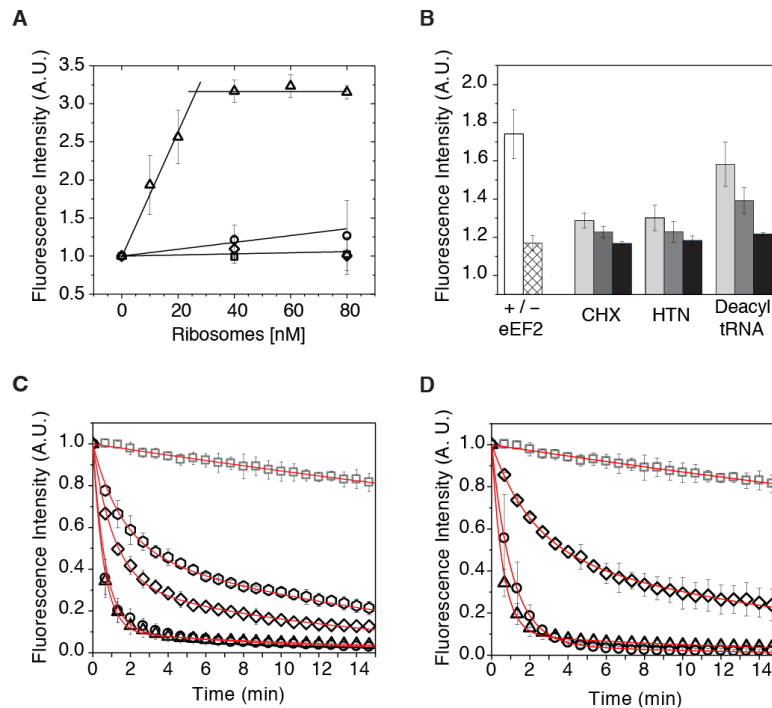 A
Fluorescence Intensity (A.U.)
3.5
3.0
2.5
2.0
1.5
1.0
0.5
0 20 40 60 80
Ribosomes [nM]
B
Fluorescence Intensity (A.U.)
2.0
1.8
1.6
1.4
1.2
1.0
+ / −
eEF2
CHX
HTN
Deacyl
tRNA
C
Fluorescence Intensity (A.U.)
1.0
0.8
0.6
0.4
0.2
0.0
0 2 4 6 8 10 12 14
Time (min)
D
Fluorescence Intensity (A.U.)
1.0
0.8
0.6
0.4
0.2
0.0
0 2 4 6 8 10 12 14
Time (min)